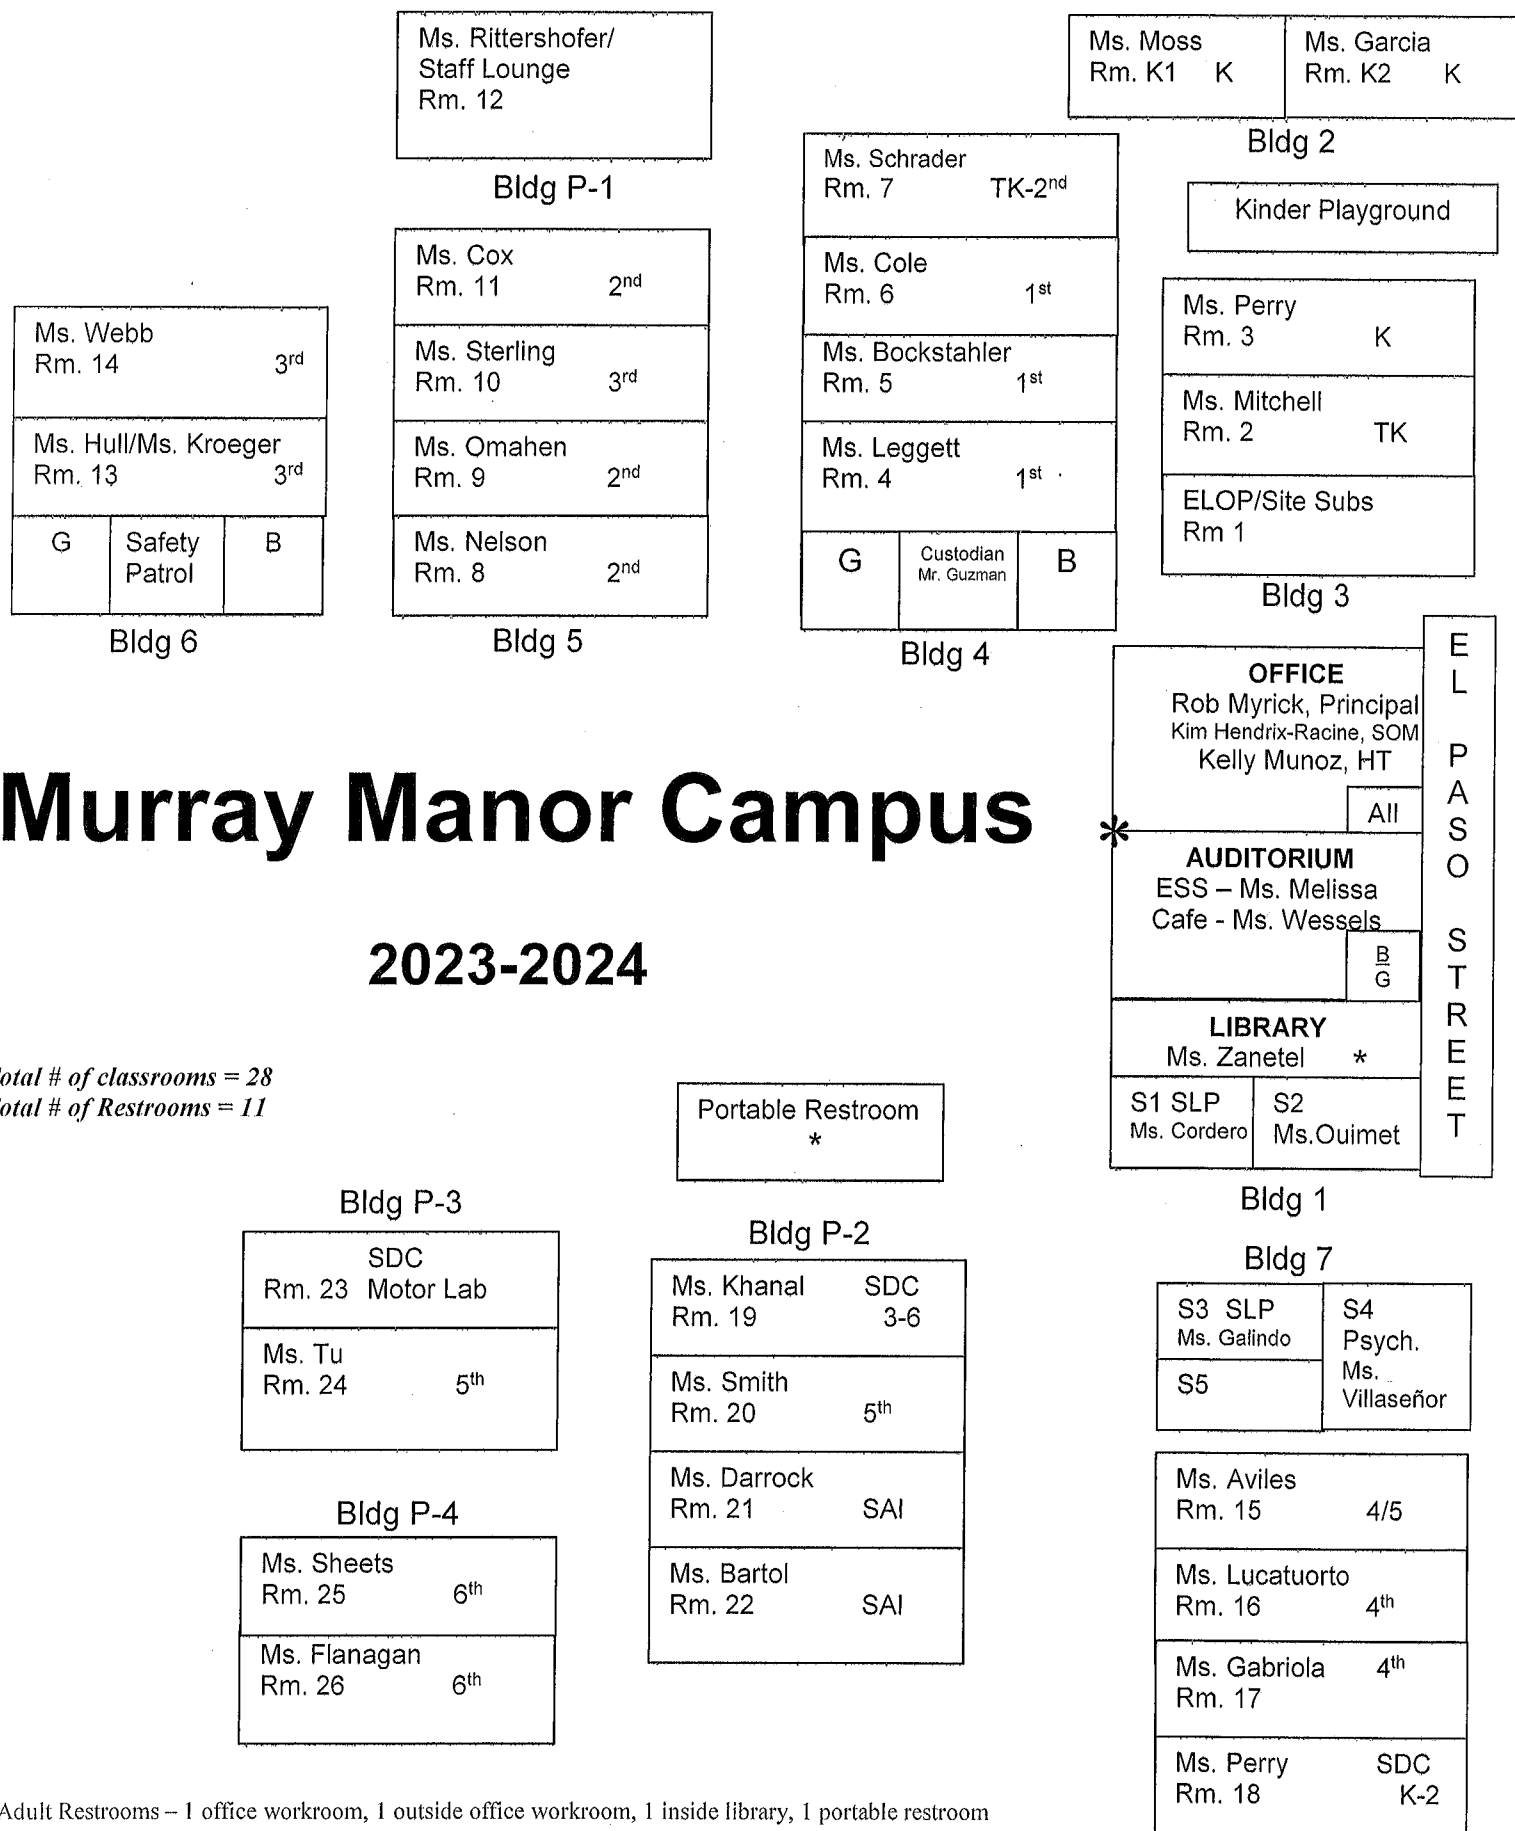 Ms. Rittershofer/
Staff Lounge
Rm. 12
Bldg P-1
Ms. Moss
Rm. K1 K
Ms. Garcia
Rm. K2 K
Bldg 2
Kinder Playground
Ms. Webb
Rm. 14 3rd
Ms. Hull/Ms. Kroeger
Rm. 13 3rd
G
Safety
Patrol
B
Bldg 6
Ms. Cox
Rm. 11 2nd
Ms. Sterling
Rm. 10 3rd
Ms. Omahen
Rm. 9 2nd
Ms. Nelson
Rm. 8 2nd
Bldg 5
Ms. Schrader
Rm. 7 TK-2nd
Ms. Cole
Rm. 6 1st
Ms. Bockstahler
Rm. 5 1st
Ms. Leggett
Rm. 4 1st
G
Custodian
Mr. Guzman
B
Bldg 4
Ms. Perry
Rm. 3 K
Ms. Mitchell
Rm. 2 TK
ELOP/Site Subs
Rm 1
Bldg 3
OFFICE
Rob Myrick, Principal
Kim Hendrix-Racine, SOM
Kelly Munoz, HT
All
*
AUDITORIUM
ESS – Ms. Melissa
Cafe - Ms. Wessels
B
G
LIBRARY
Ms. Zanetel *
S1 SLP
Ms. Cordero
S2
Ms.Ouimet
Bldg 1
EL PASO STREET
Murray Manor Campus
2023-2024
otal # of classrooms = 28
otal # of Restrooms = 11
Portable Restroom
*
Bldg P-3
SDC
Rm. 23 Motor Lab
Ms. Tu
Rm. 24 5th
Bldg P-4
Ms. Sheets
Rm. 25 6th
Ms. Flanagan
Rm. 26 6th
Bldg P-2
Ms. Khanal SDC
Rm. 19 3-6
Ms. Smith
Rm. 20 5th
Ms. Darrock
Rm. 21 SAI
Ms. Bartol
Rm. 22 SAI
Bldg 7
S3 SLP
Ms. Galindo
S5
S4
Psych.
Ms.
Villaseñor
Ms. Aviles
Rm. 15 4/5
Ms. Lucatuorto
Rm. 16 4th
Ms. Gabriola 4th
Rm. 17
Ms. Perry SDC
Rm. 18 K-2
Adult Restrooms – 1 office workroom, 1 outside office workroom, 1 inside library, 1 portable restroom